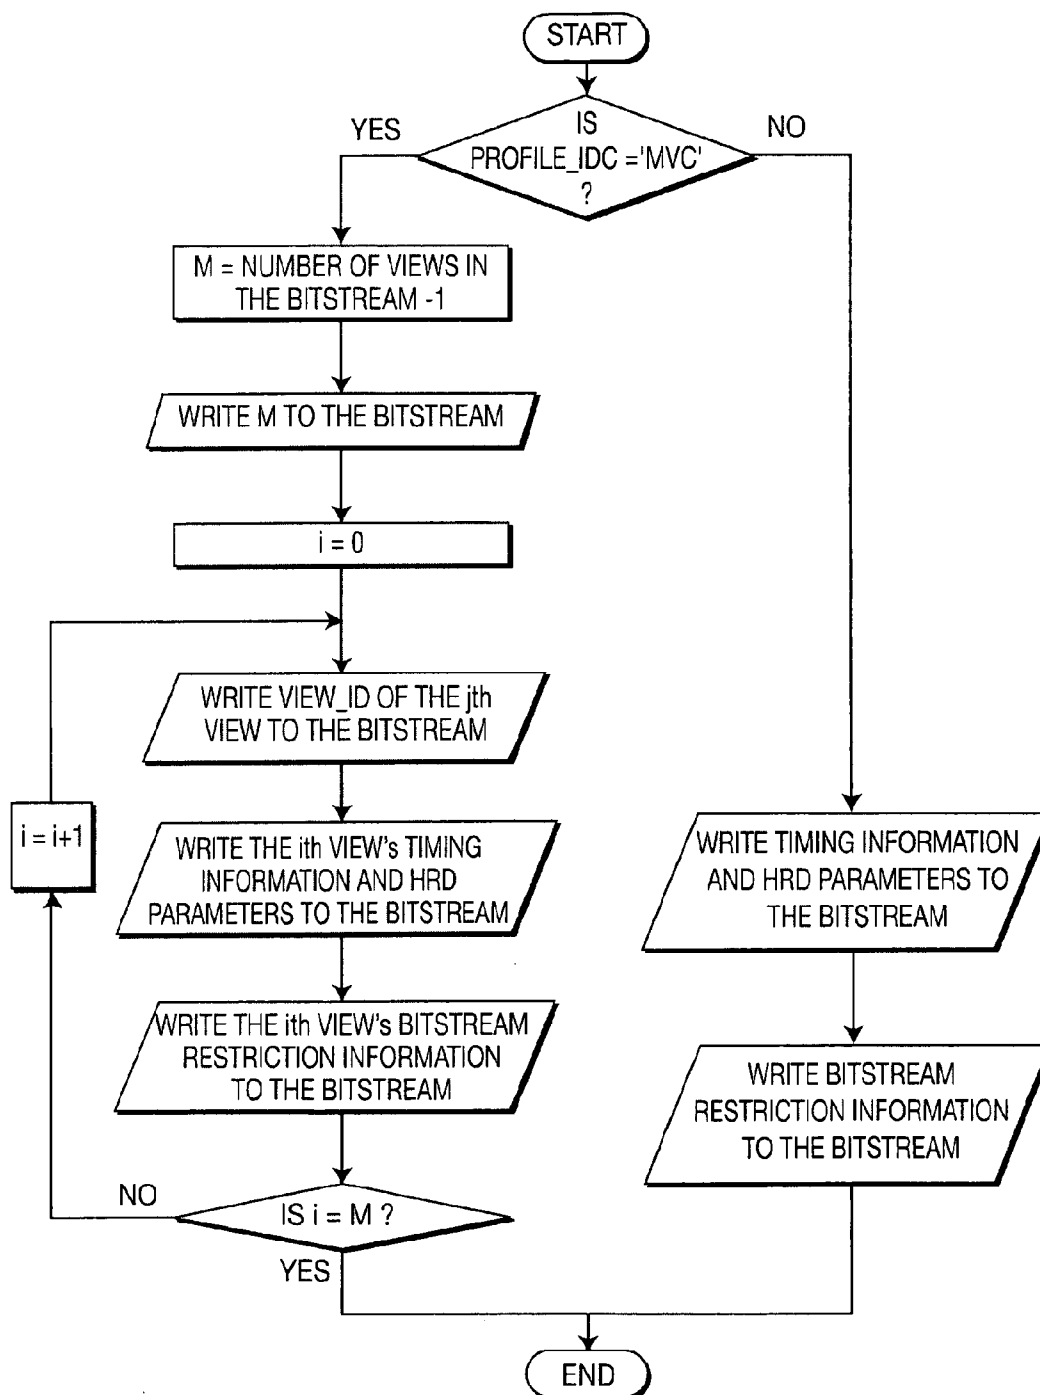 START
IS
PROFILE_IDC ='MVC'
?
YES
NO
M = NUMBER OF VIEWS IN
THE BITSTREAM -1
WRITE M TO THE BITSTREAM
i = 0
WRITE VIEW_ID OF THE jth
VIEW TO THE BITSTREAM
i = i+1
WRITE THE ith VIEW's TIMING
INFORMATION AND HRD
PARAMETERS TO THE BITSTREAM
WRITE THE ith VIEW's BITSTREAM
RESTRICTION INFORMATION
TO THE BITSTREAM
IS i = M ?
NO
YES
WRITE TIMING INFORMATION
AND HRD PARAMETERS TO
THE BITSTREAM
WRITE BITSTREAM
RESTRICTION INFORMATION
TO THE BITSTREAM
END